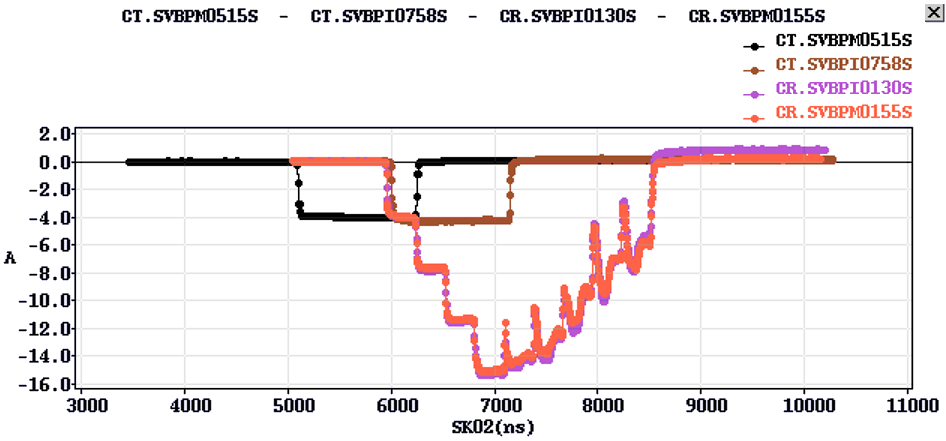 CT.SVBPM0515S - CT.SVBPI0758S - CR.SVBPI0130S - CR.SVBPM0155S
CT.SVBPM0515S
CT.SVBPI0758S
CR.SVBPI0130S
CR.SVBPM0155S
2.0
0.0
-2.0
-4.0
-6.0
A
-8.0
-10.0
-12.0
-14.0
-16.0
3000 4000 5000 6000 7000 8000 9000 10000 11000
SK02(ns)